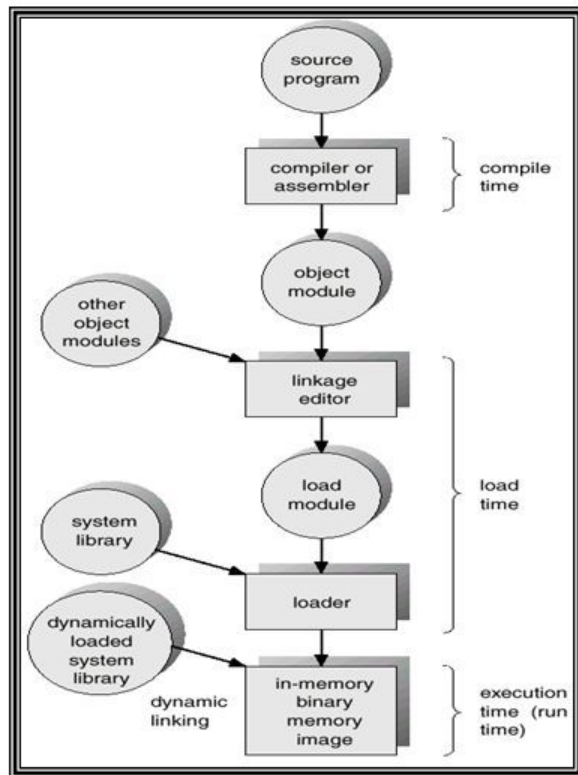 source
program
compiler or
assembler
compile
time
object
module
other
object
modules
linkage
editor
load
module
load
time
system
library
loader
dynamically
loaded
system
library
dynamic
linking
in-memory
binary
memory
image
execution
time (run
time)